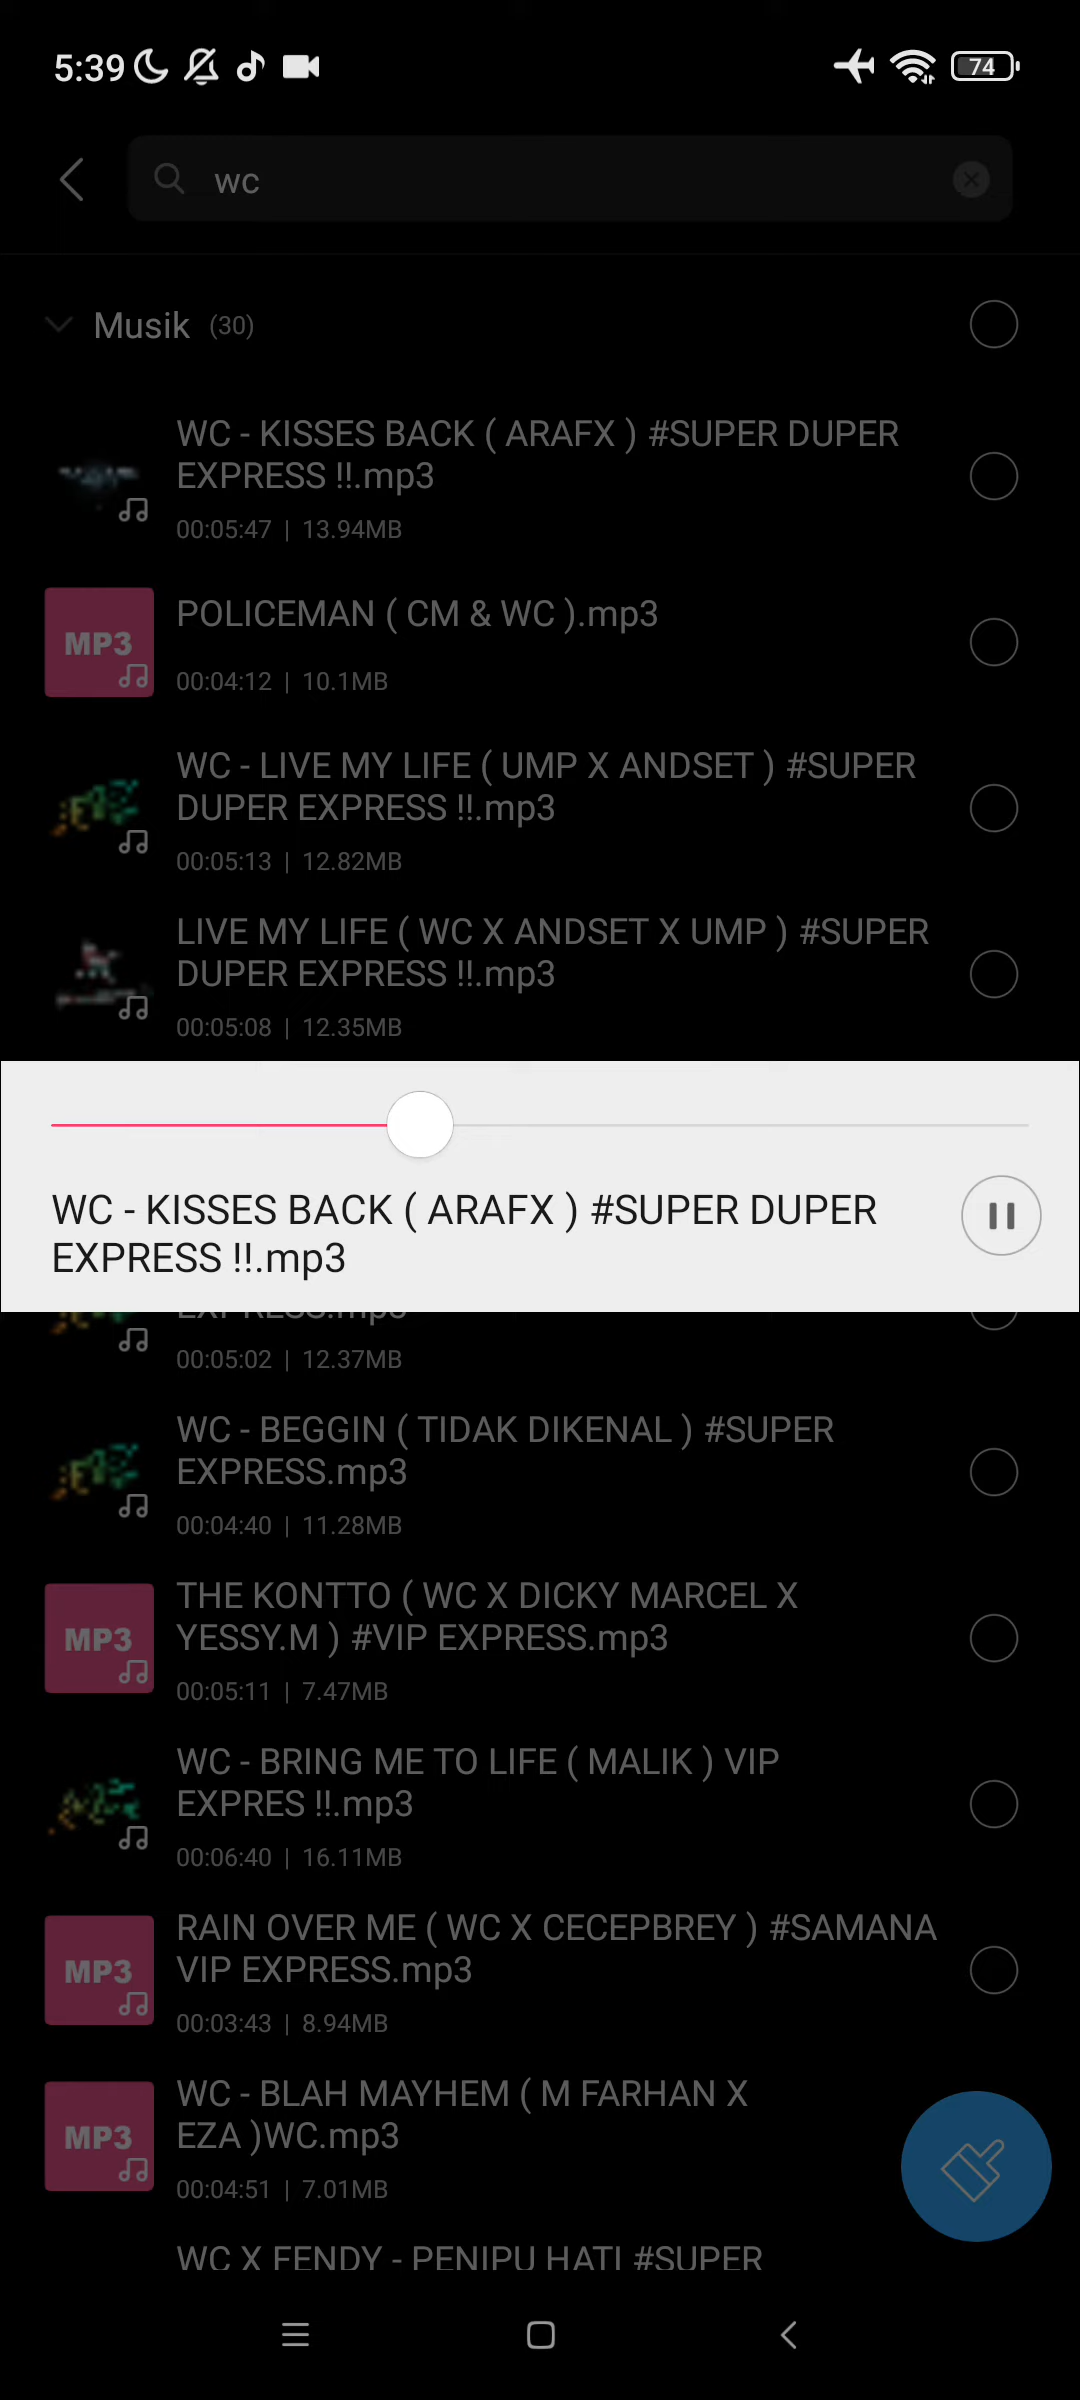 5:39
74
wc
Musik (30)
WC - KISSES BACK ( ARAFX ) #SUPER DUPER
EXPRESS !!.mp3
00:05:47 | 13.94MB
MP3
POLICEMAN ( CM & WC ).mp3
00:04:12 | 10.1MB
WC - LIVE MY LIFE ( UMP X ANDSET ) #SUPER
DUPER EXPRESS !!.mp3
00:05:13 | 12.82MB
LIVE MY LIFE ( WC X ANDSET X UMP ) #SUPER
DUPER EXPRESS !!.mp3
00:05:08 | 12.35MB
WC - KISSES BACK ( ARAFX ) #SUPER DUPER
EXPRESS !!.mp3
EXPRESS.mp3
00:05:02 | 12.37MB
WC - BEGGIN ( TIDAK DIKENAL ) #SUPER
EXPRESS.mp3
00:04:40 | 11.28MB
MP3
THE KONTTO ( WC X DICKY MARCEL X
YESSY.M ) #VIP EXPRESS.mp3
00:05:11 | 7.47MB
WC - BRING ME TO LIFE ( MALIK ) VIP
EXPRES !!.mp3
00:06:40 | 16.11MB
MP3
RAIN OVER ME ( WC X CECEPBREY ) #SAMANA
VIP EXPRESS.mp3
00:03:43 | 8.94MB
MP3
WC - BLAH MAYHEM ( M FARHAN X
EZA )WC.mp3
00:04:51 | 7.01MB
WC X FENDY - PENIPU HATI #SUPER